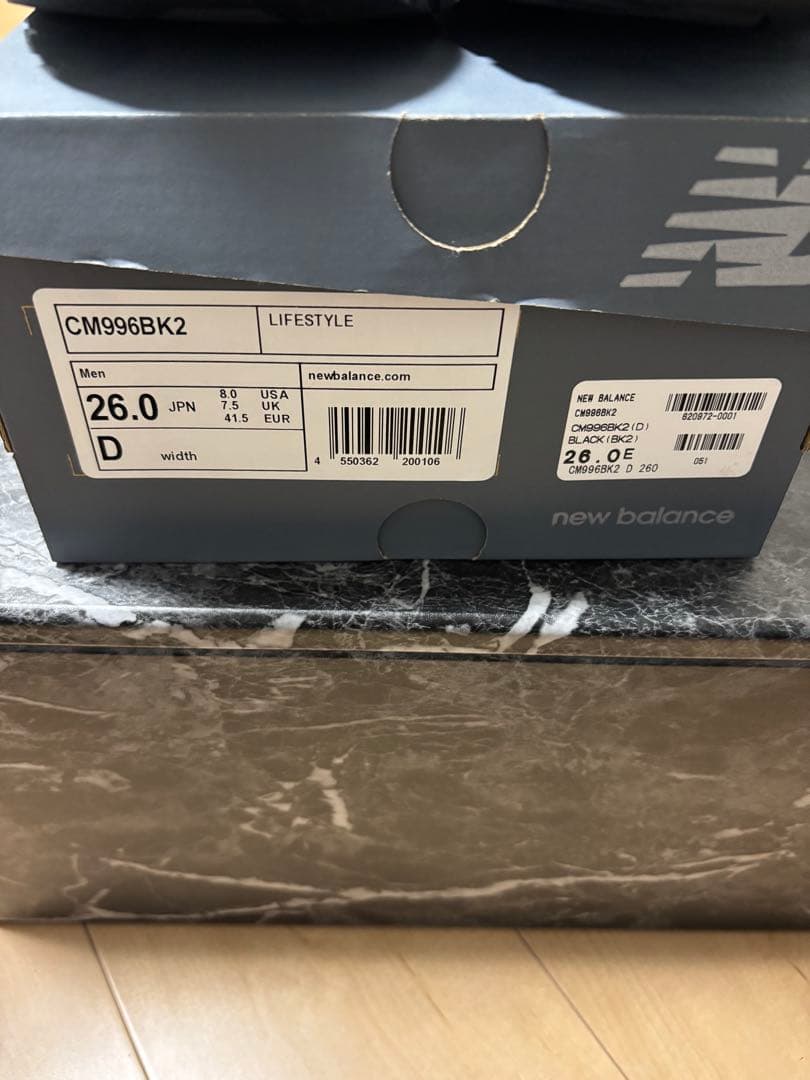 CM996BK2
LIFESTYLE
Men
newbalance.com
26.0 JPN
8.0 USA
7.5 UK
41.5 EUR
D width
4 550362 200106
NEW BALANCE
CM996BK2
620972-0001
CM996BK2(D)
BLACK(BK2)
26.0E
051
CM996BK2 D 260
new balance